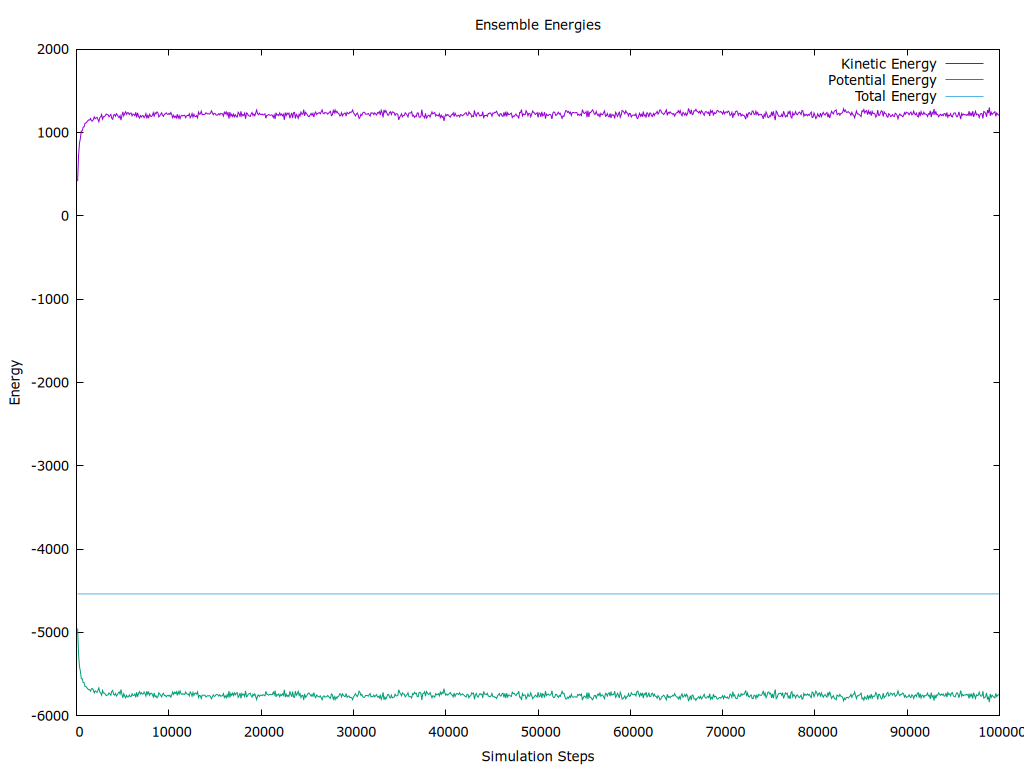 Ensemble Energies
Kinetic Energy
Potential Energy
Total Energy
2000
1000
0
-1000
-2000
-3000
-4000
-5000
-6000
Energy
0 10000 20000 30000 40000 50000 60000 70000 80000 90000 100000
Simulation Steps